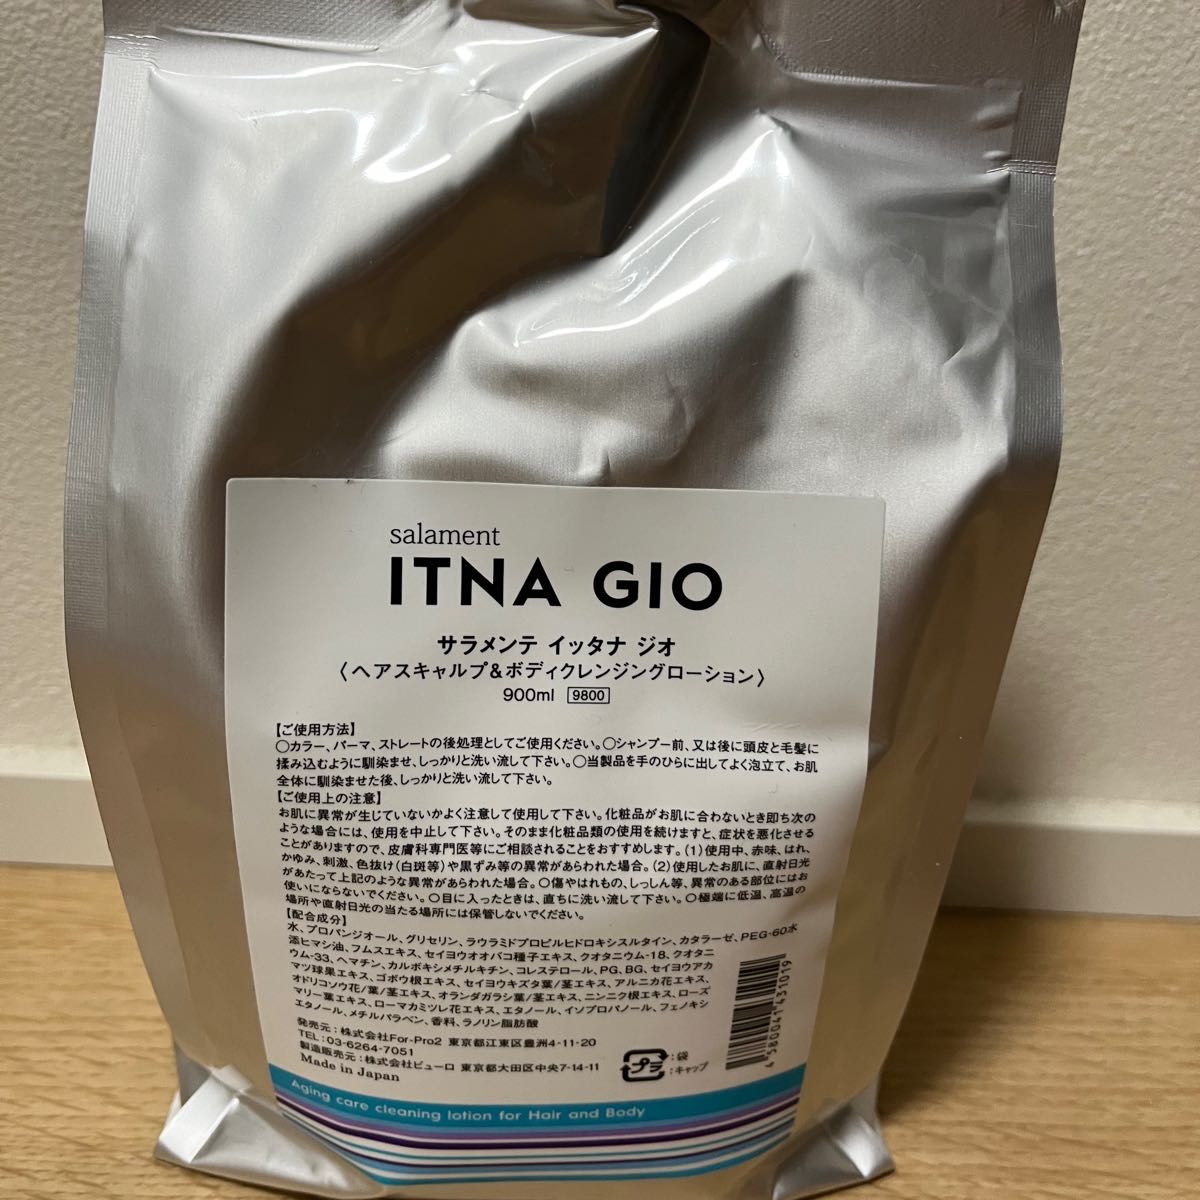 salament
ITNA GIO
サラメンテ イッタナ ジオ
〈ヘアスキャルプ&ボディクレンジングローション〉
900ml 9800
【ご使用方法】
○カラー、パーマ、ストレートの後処理としてご使用ください。○シャンプー前、又は後に頭皮と毛髪に
揉み込むように馴染ませ、しっかりと洗い流して下さい。○当製品を手のひらに出してよく泡立て、お肌
全体に馴染ませた後、しっかりと洗い流して下さい。
【ご使用上の注意】
お肌に異常が生じていないかよく注意して使用して下さい。化粧品がお肌に合わないとき即ち次の
ような場合には、使用を中止して下さい。そのまま化粧品類の使用を続けますと、症状を悪化させる
ことがありますので、皮膚科専門医等にご相談されることをおすすめします。(1)使用中、赤味、はれ、
かゆみ、刺激、色抜け(白斑等)や黒ずみ等の異常があらわれた場合。(2)使用したお肌に、直射日光
があたって上記のような異常があらわれた場合。○傷やはれもの、しっしん等、異常のある部位にはお
使いにならないでください。○目に入ったときは、直ちに洗い流して下さい。○極端に低温、高温の
場所や直射日光の当たる場所には保管しないでください。
【配合成分】
水、プロパンジオール、グリセリン、ラウラミドプロピルヒドロキシスルタイン、カタラーゼ、PEG-60水
添ヒマシ油、フムスエキス、セイヨウオオバコ種子エキス、クオタニウム-18、クオタニ
ウム-33、ヘマチン、カルボキシメチルキチン、コレステロール、PG、BG、セイヨウアカ
マツ球果エキス、ゴボウ根エキス、セイヨウキズタ葉/茎エキス、アルニカ花エキス、
オドリコソウ花/葉/茎エキス、オランダガラシ葉/茎エキス、ニンニク根エキス、ローズ
マリー葉エキス、ローマカミツレ花エキス、エタノール、イソプロパノール、フェノキシ
エタノール、メチルパラベン、香料、ラノリン脂肪酸
発売元:株式会社For-Pro2 東京都江東区豊洲4-11-20
TEL:03-6264-7051
製造販売元:株式会社ビューロ 東京都大田区中央7-14-11
Made in Japan
プラ
:袋
:キャップ
4 580041 431019
Aging care cleaning lotion for Hair and Body